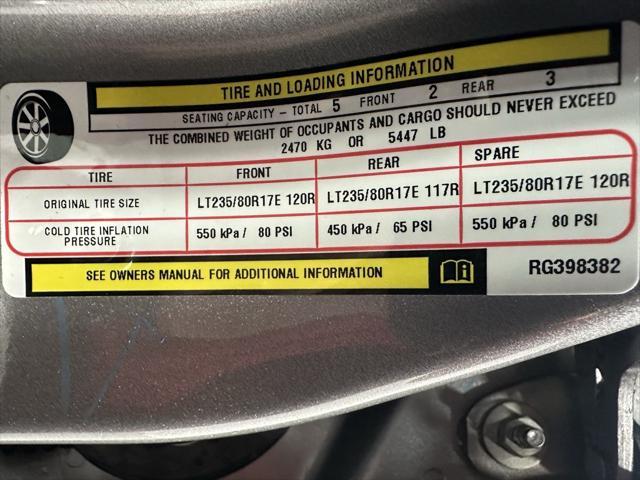 TIRE AND LOADING INFORMATION
SEATING CAPACITY - TOTAL 5 FRONT 2 REAR 3
THE COMBINED WEIGHT OF OCCUPANTS AND CARGO SHOULD NEVER EXCEED
2470 KG OR 5447 LB
TIRE FRONT REAR SPARE
ORIGINAL TIRE SIZE LT235/80R17E 120R LT235/80R17E 117R LT235/80R17E 120R
COLD TIRE INFLATION PRESSURE 550 kPa / 80 PSI 450 kPa / 65 PSI 550 kPa / 80 PSI
SEE OWNERS MANUAL FOR ADDITIONAL INFORMATION
RG398382